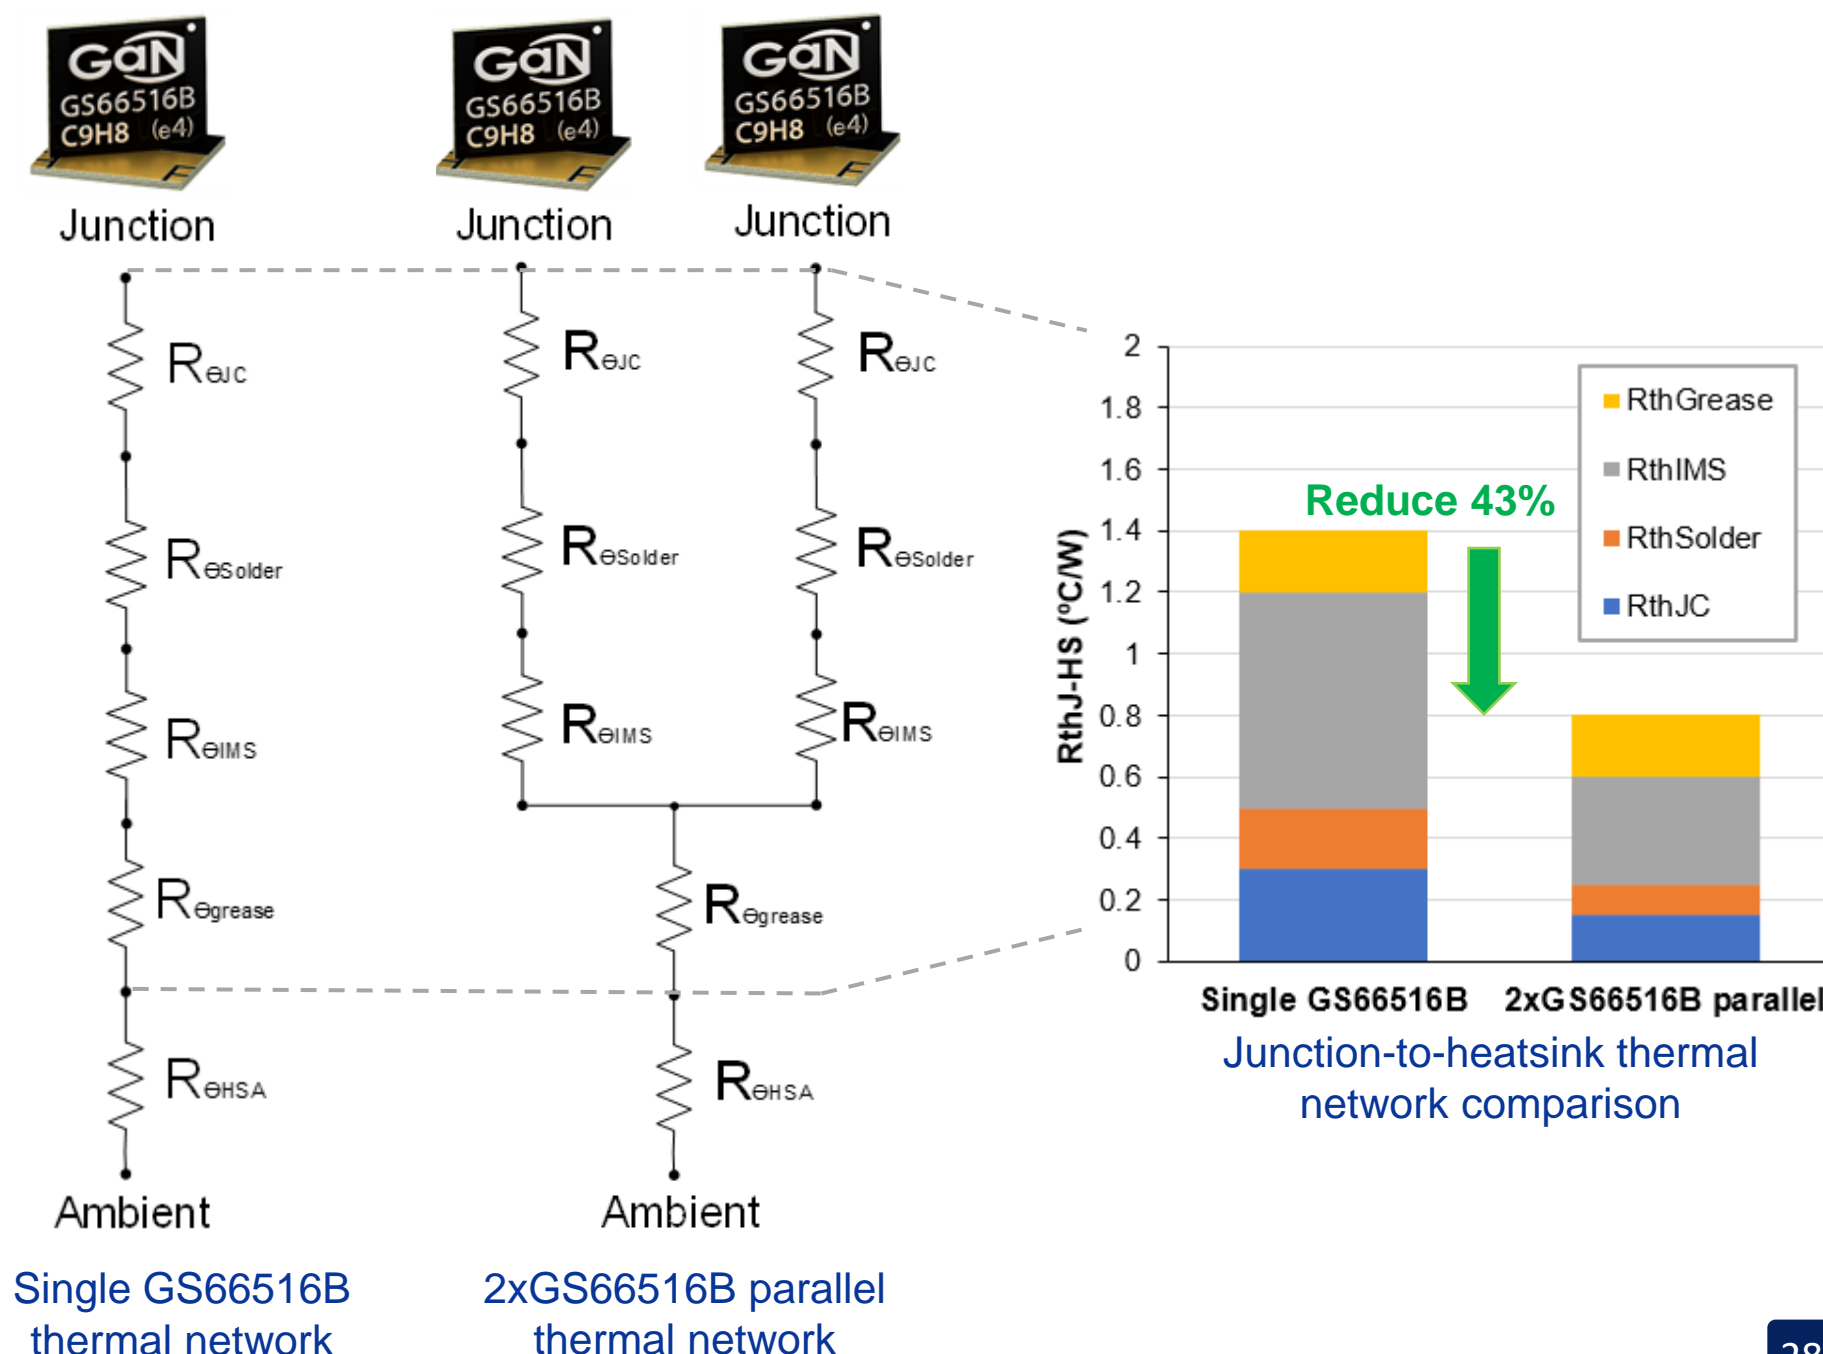 GaN
GS66516B
C9H8 (e4)
GaN
GS66516B
C9H8 (e4)
GaN
GS66516B
C9H8 (e4)
Junction
Junction
Junction
RΘJC
RΘJC
RΘJC
RΘSolder
RΘSolder
RΘSolder
RΘIMS
RΘIMS
RΘIMS
RΘgrease
RΘgrease
RΘHSA
RΘHSA
Ambient
Ambient
Single GS66516B
thermal network
2xGS66516B parallel
thermal network
RthJ-HS (ºC/W)
2
1.8
1.6
1.4
1.2
1
0.8
0.6
0.4
0.2
0
Reduce 43%
RthGrease
RthIMS
RthSolder
RthJC
Single GS66516B
2xGS66516B parallel
Junction-to-heatsink thermal
network comparison
28